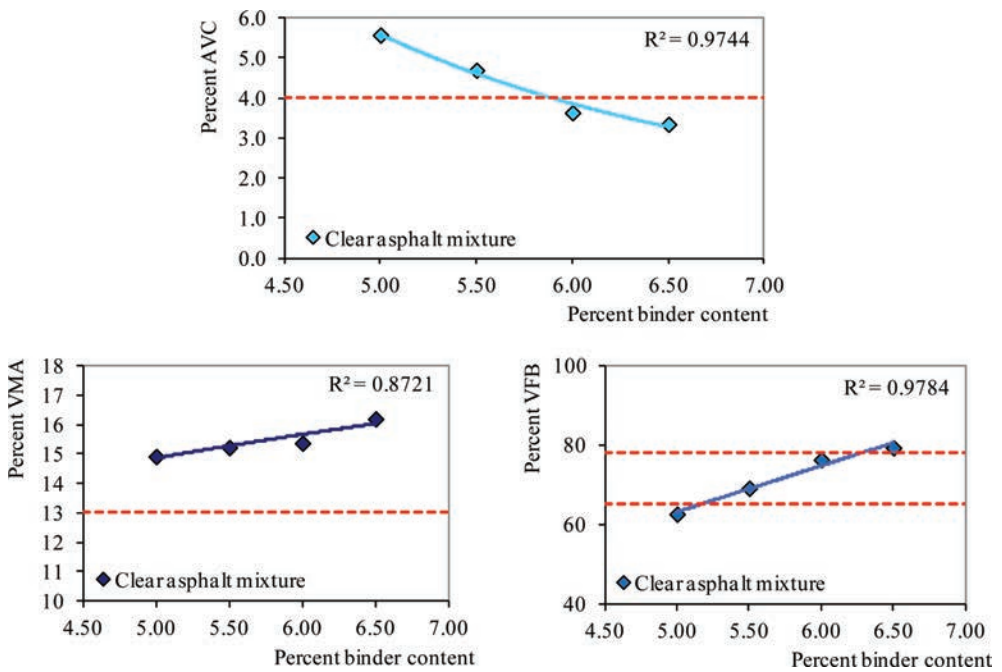 Percent AVC
6.0
5.0
4.0
3.0
2.0
1.0
0.0
R² = 0.9744
Clear asphalt mixture
4.50 5.00 5.50 6.00 6.50 7.00
Percent binder content
Percent VMA
18
17
16
15
14
13
12
11
10
R² = 0.8721
Clear asphalt mixture
4.50 5.00 5.50 6.00 6.50 7.00
Percent binder content
Percent VFB
100
80
60
40
R² = 0.9784
Clear asphalt mixture
4.50 5.00 5.50 6.00 6.50 7.00
Percent binder content